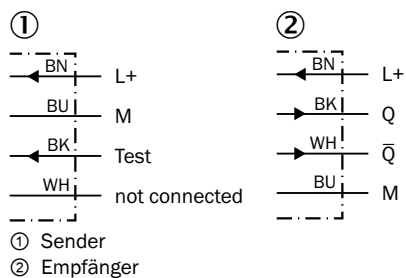 ①
BN L+
BU M
BK Test
WH not connected
②
BN L+
BK Q
WH Q̅
BU M
① Sender
② Empfänger